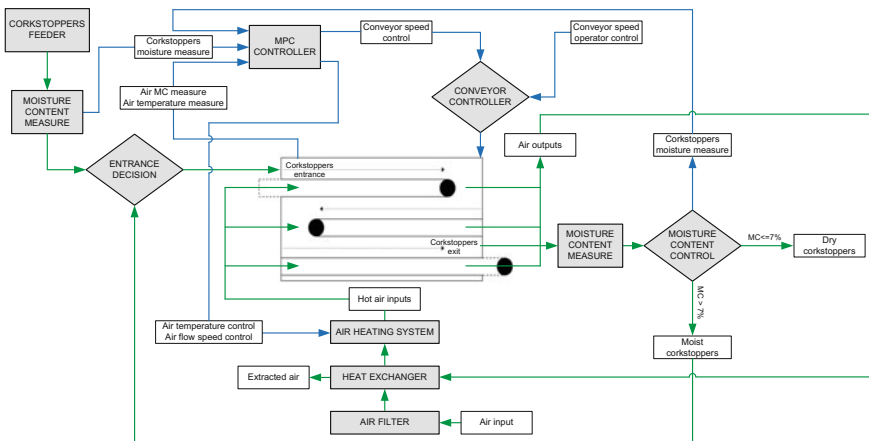 CORKSTOPPERS
FEEDER
Corkstoppers
moisture measure
MPC
CONTROLLER
Conveyor speed
control
Conveyor speed
operator control
MOISTURE
CONTENT
MEASURE
Air MC measure
Air temperature measure
CONVEYOR
CONTROLLER
ENTRANCE
DECISION
Corkstoppers
entrance
Air outputs
Corkstoppers
moisture measure
Corkstoppers
exit
MOISTURE
CONTENT
MEASURE
MOISTURE
CONTENT
CONTROL
MC<=7%
Dry
corkstoppers
MC > 7%
Moist
corkstoppers
Hot air inputs
Air temperature control
Air flow speed control
AIR HEATING SYSTEM
Extracted air
HEAT EXCHANGER
AIR FILTER
Air input